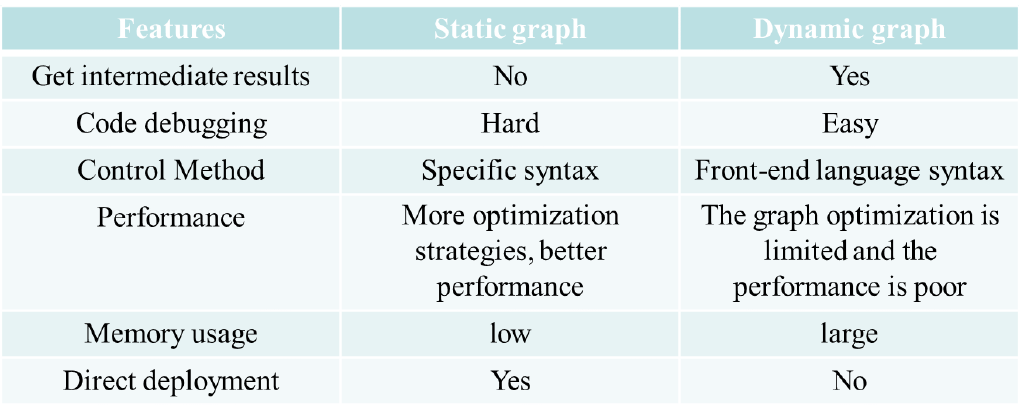 Features Static graph Dynamic graph
Get intermediate results No Yes
Code debugging Hard Easy
Control Method Specific syntax Front-end language syntax
Performance More optimization The graph optimization is
strategies, better limited and the
performance performance is poor
Memory usage low large
Direct deployment Yes No